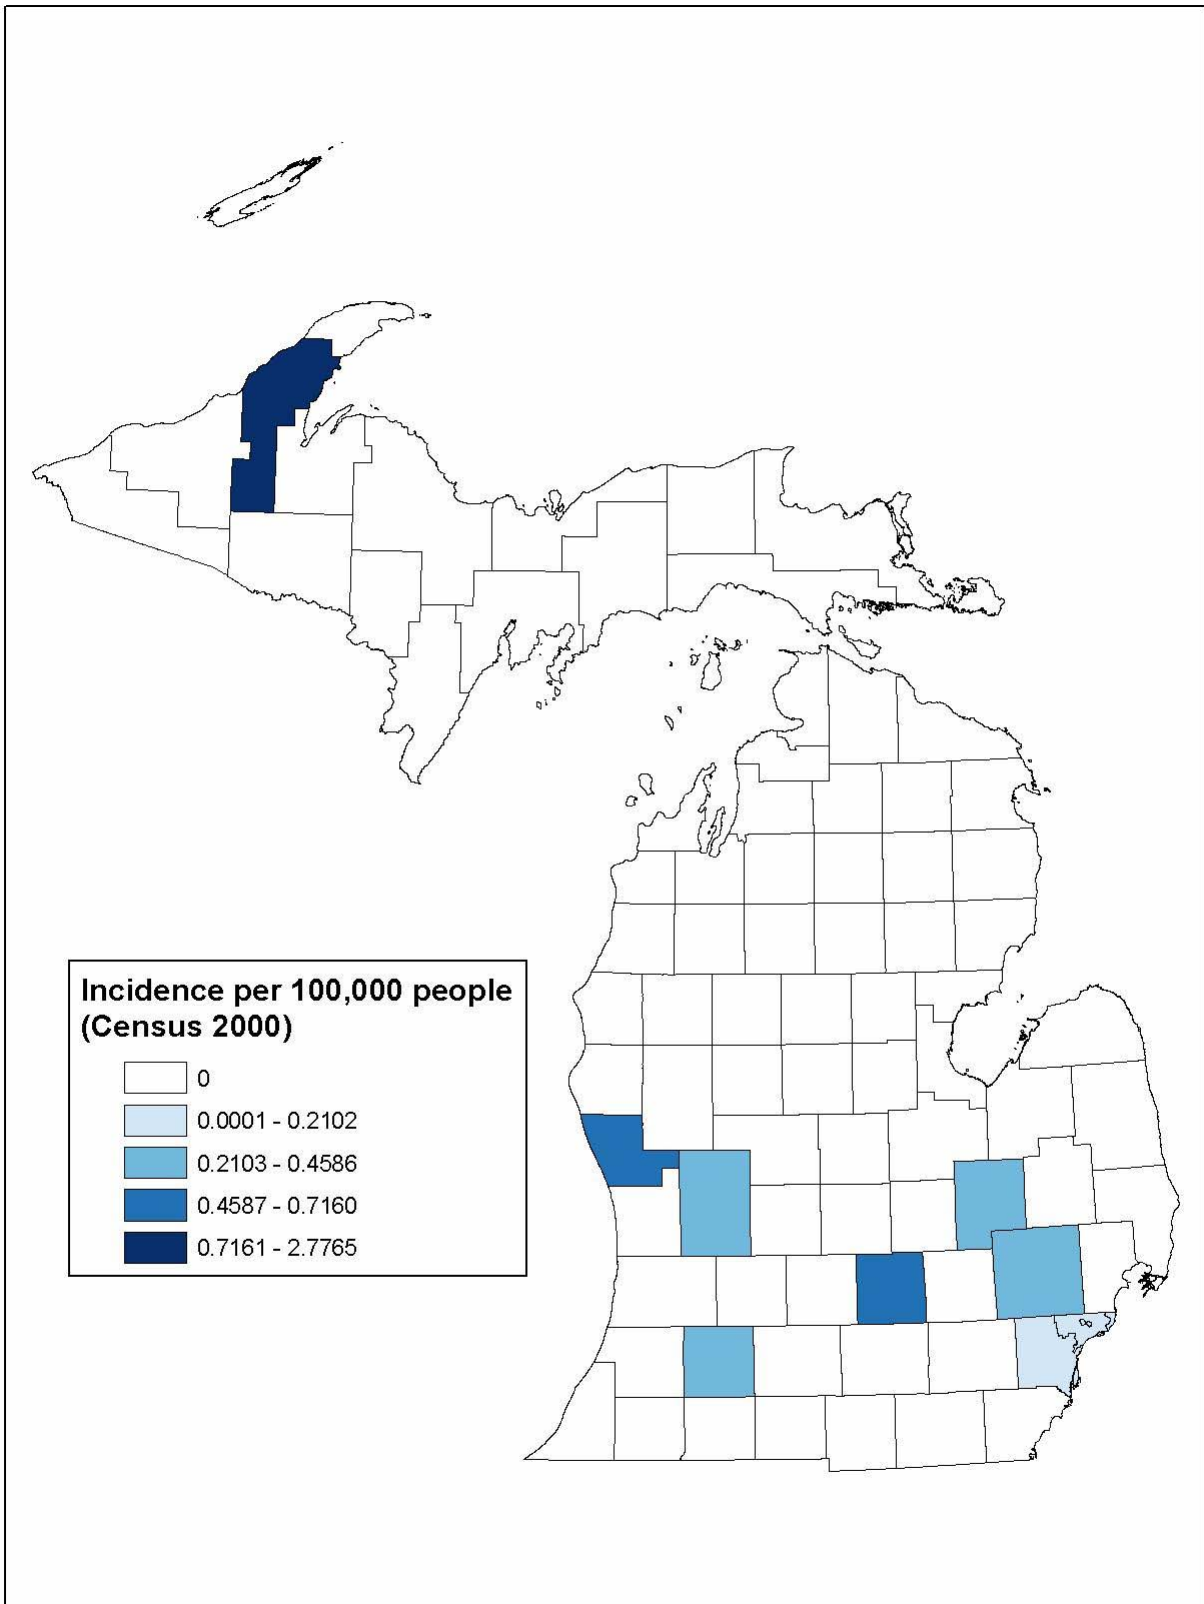 Incidence per 100,000 people
(Census 2000)
0
0.0001 - 0.2102
0.2103 - 0.4586
0.4587 - 0.7160
0.7161 - 2.7765